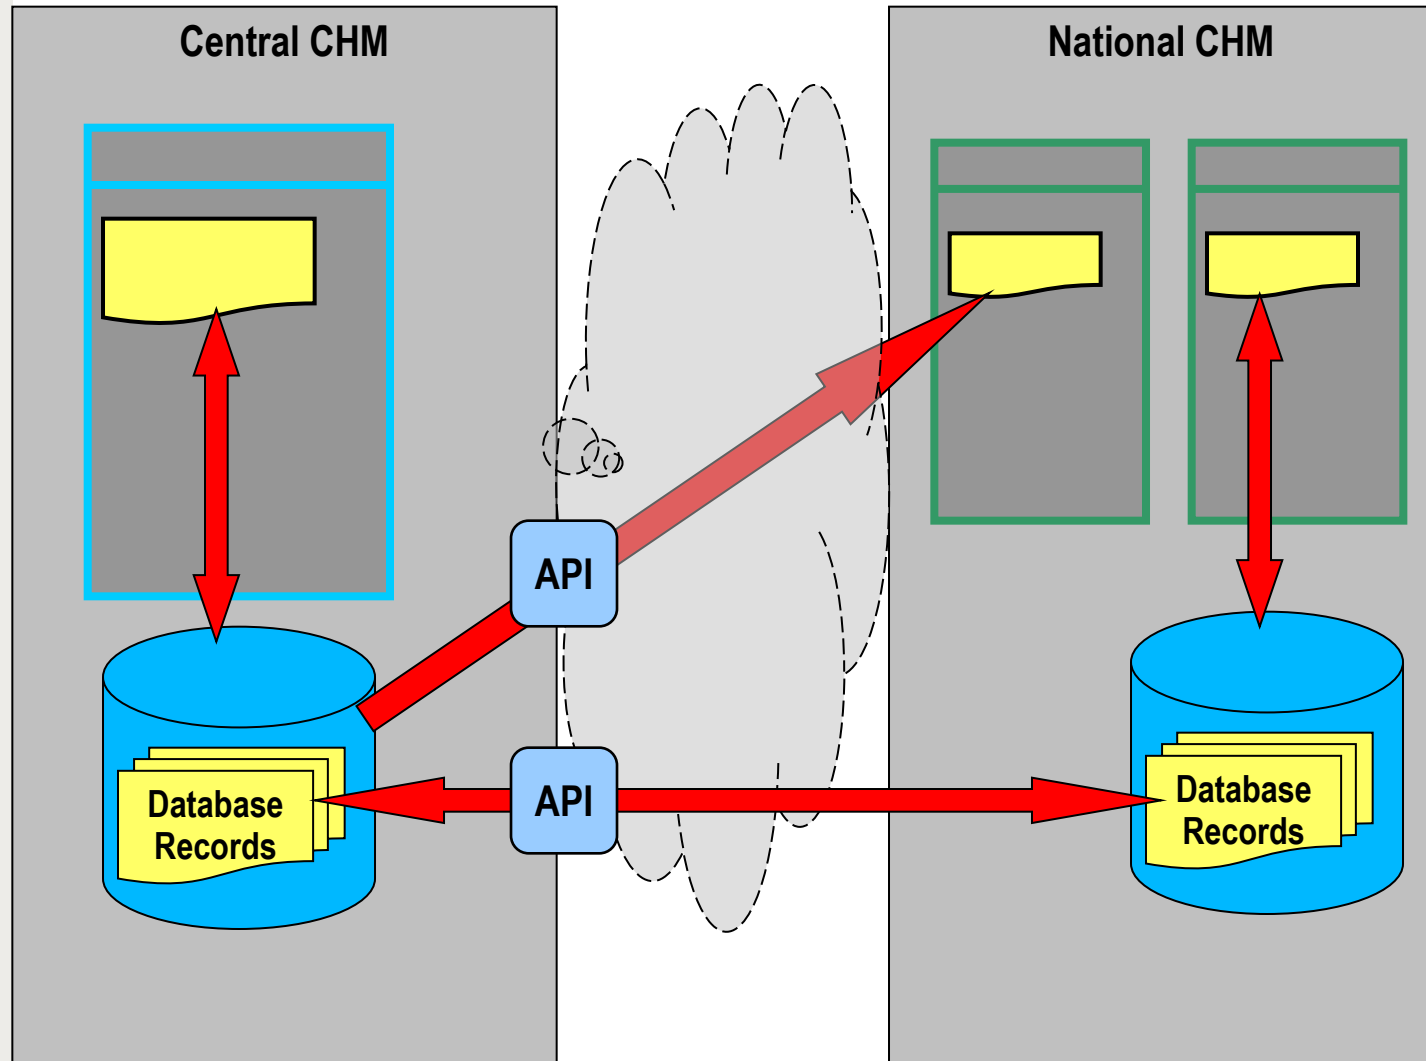 Central CHM
National CHM
API
API
Database
Records
Database
Records